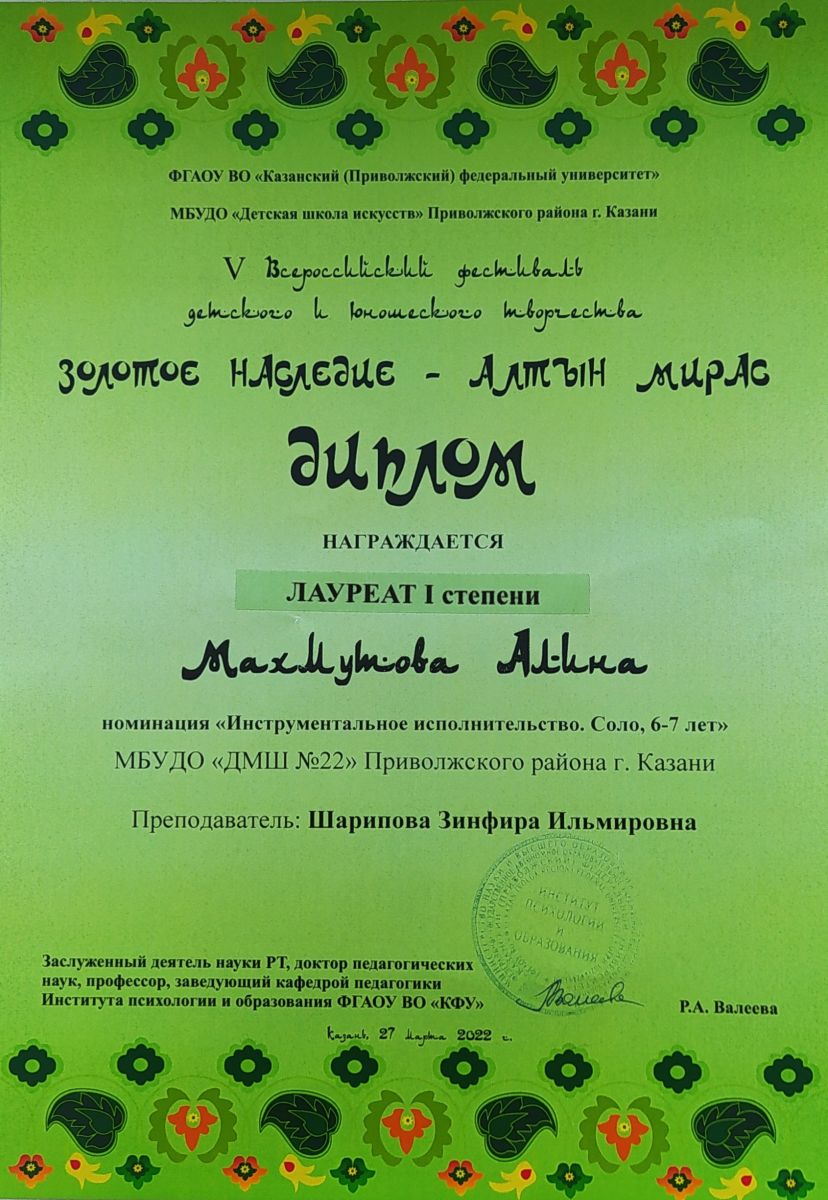 ФГАОУ ВО «Казанский (Приволжский) федеральный университет»
МБУДО «Детская школа искусств» Приволжского района г. Казани
V Всероссийский фестиваль
детского и юношеского творчества
ЗОЛОТОЕ НАСЛЕДИЕ - АЛТЫН МИРАС
ДИПЛОМ
НАГРАЖДАЕТСЯ
ЛАУРЕАТ I степени
Махмутова Алина
номинация «Инструментальное исполнительство. Соло, 6-7 лет»
МБУДО «ДМШ №22» Приволжского района г. Казани
Преподаватель: Шарипова Зинфира Ильмировна
ИНСТИТУТ
ПСИХОЛОГИИ
И
ОБРАЗОВАНИЯ
Заслуженный деятель науки РТ, доктор педагогических
наук, профессор, заведующий кафедрой педагогики
Института психологии и образования ФГАОУ ВО «КФУ»
Р.А. Валеева
Казань, 27 марта 2022 г.